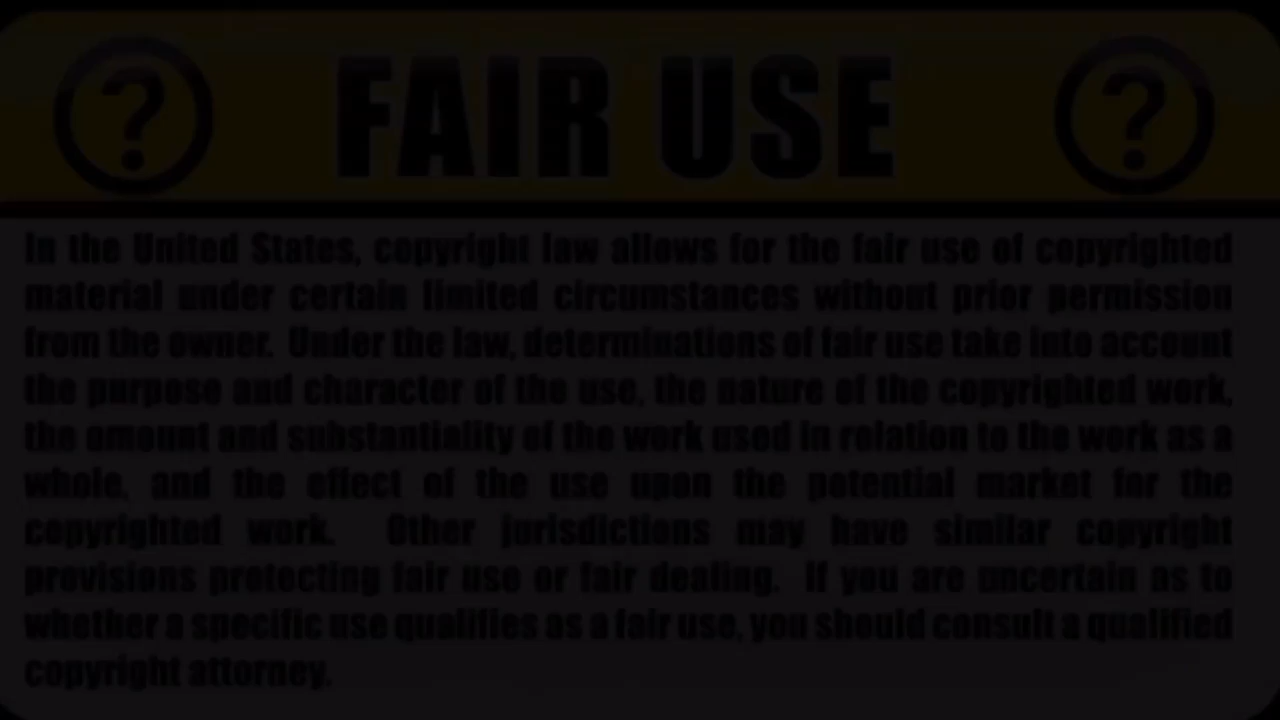 ? FAIR USE ?
In the United States, copyright law allows for the fair use of copyrighted
material under certain limited circumstances without prior permission
from the owner. Under the law, determinations of fair use take into account
the purpose and character of the use, the nature of the copyrighted work,
the amount and substantiality of the work used in relation to the work as a
whole, and the effect of the use upon the potential market for the
copyrighted work. Other jurisdictions may have similar copyright
provisions protecting fair use or fair dealing. If you are uncertain as to
whether a specific use qualifies as a fair use, you should consult a qualified
copyright attorney.